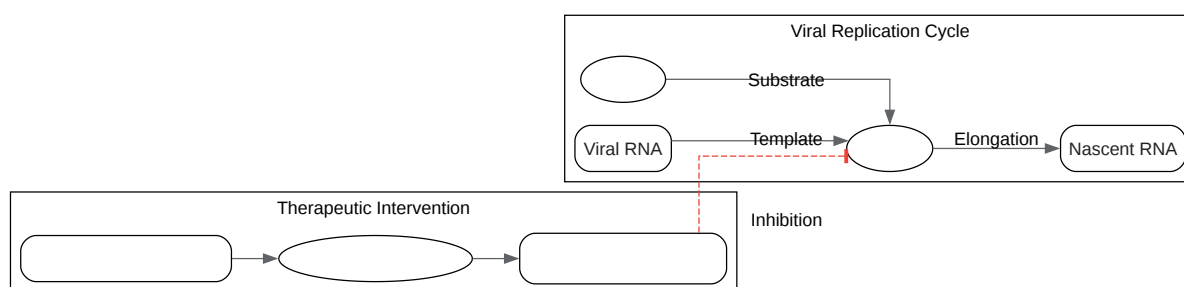 Viral Replication Cycle
Substrate
Viral RNA
Template
Elongation
Nascent RNA
Therapeutic Intervention
Inhibition